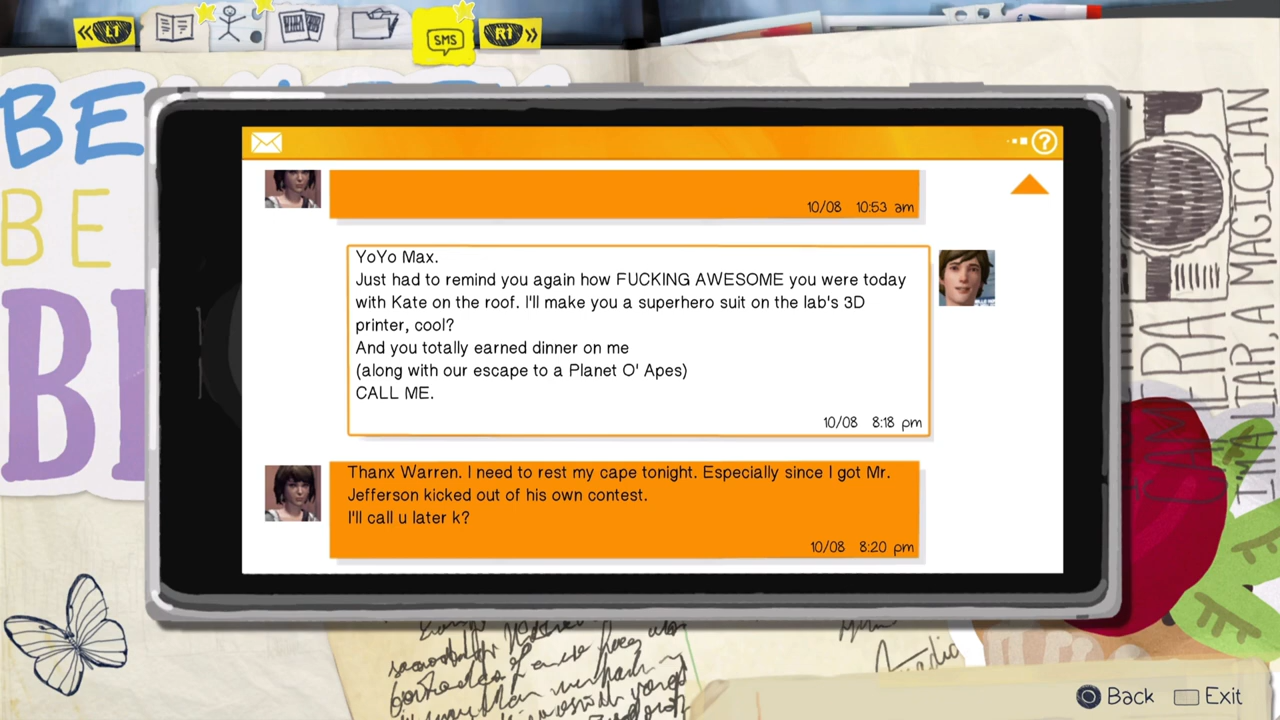 L1
SMS
R1
BE
BE
10/08 10:53 am
YoYo Max.
Just had to remind you again how FUCKING AWESOME you were today
with Kate on the roof. I'll make you a superhero suit on the lab's 3D
printer, cool?
And you totally earned dinner on me
(along with our escape to a Planet O' Apes)
CALL ME.
10/08 8:18 pm
Thanx Warren. I need to rest my cape tonight. Especially since I got Mr.
Jefferson kicked out of his own contest.
I'll call u later k?
10/08 8:20 pm
A MAGICIAN
Back
Exit